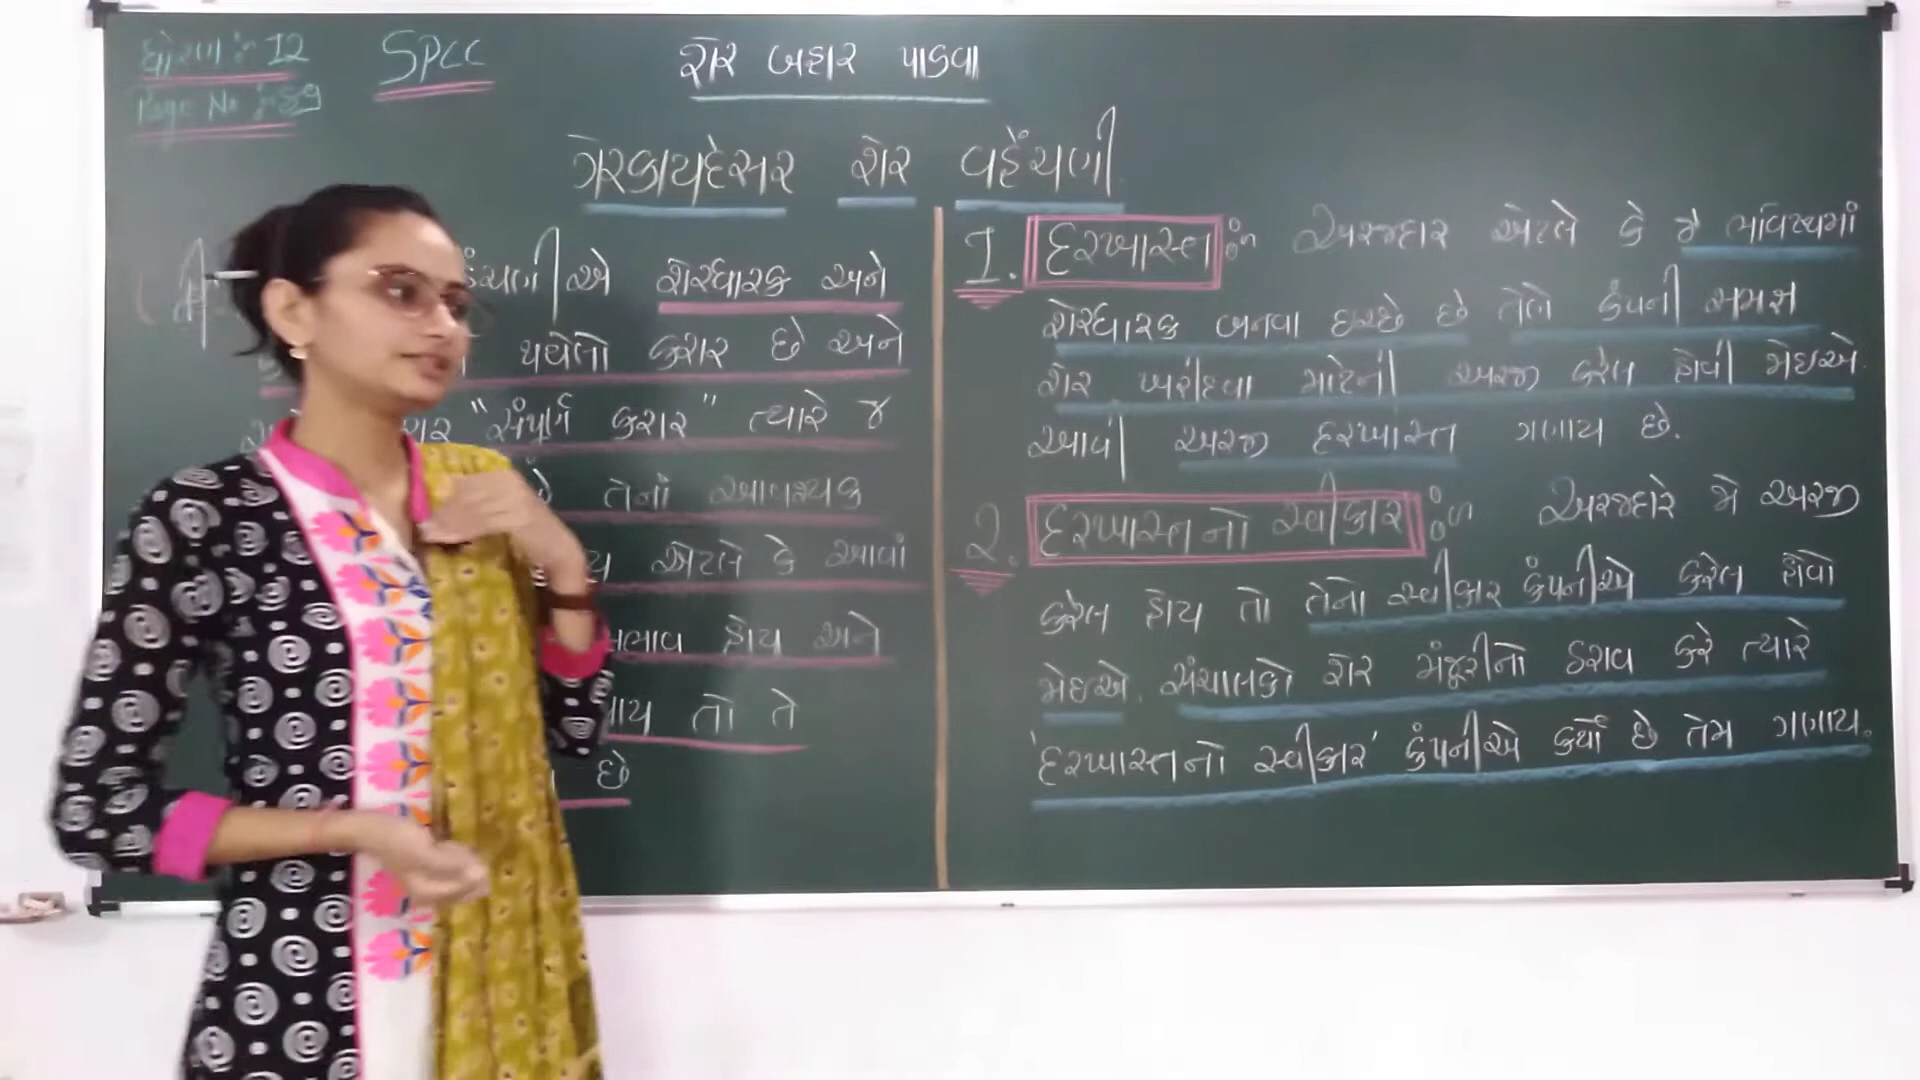 ધોરણ :- 12
Page No :- 69
SPCC
શેર બહાર પાડવા
ગેરકાયદેસર શેર વહેંચણી
એ શેરધારક અને
થયેલો કરાર છે અને
"સંપૂર્ણ કરાર" ત્યારે જ
તેનાં આવશ્યક
એટલે કે આવાં
હોય અને
તો તે
છે
1. દરખાસ્ત :- અરજદાર એટલે કે જે ભવિષ્યમાં
શેરધારક બનવા ઇચ્છે છે તેણે કંપની સમક્ષ
શેર ખરીદવા માટેની અરજી કરેલ હોવી જોઇએ.
આવી અરજી દરખાસ્ત ગણાય છે.
2. દરખાસ્તનો સ્વીકાર :- અરજદારે જે અરજી
કરેલ હોય તો તેનો સ્વીકાર કંપનીએ કરેલ હોવો
જોઇએ. સંચાલકો શેર મંજૂરીનો ઠરાવ કરે ત્યારે
'દરખાસ્તનો સ્વીકાર' કંપનીએ કર્યો છે તેમ ગણાય.